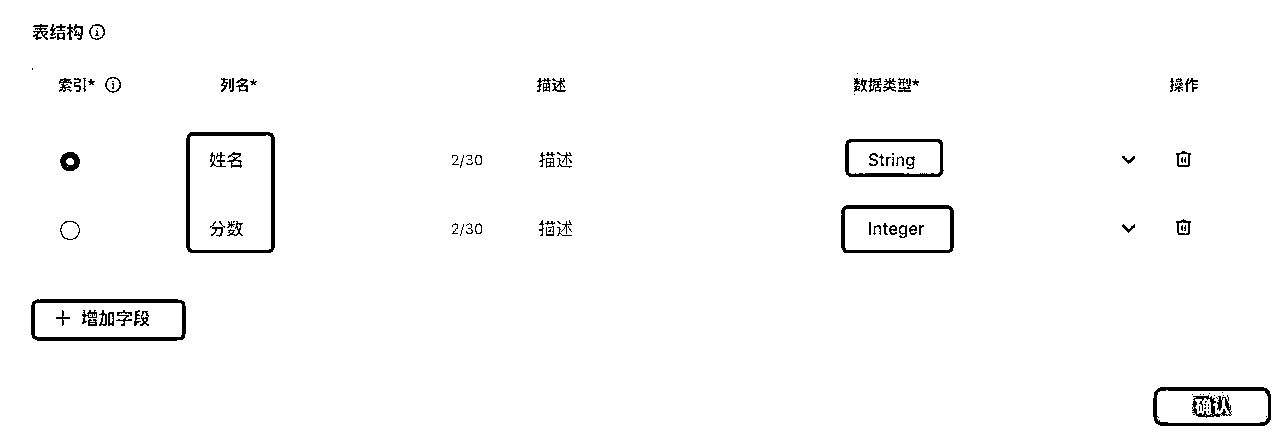 表结构
索引* 列名* 描述 数据类型* 操作
姓名 2/30 描述 String
分数 2/30 描述 Integer
+ 增加字段
确认